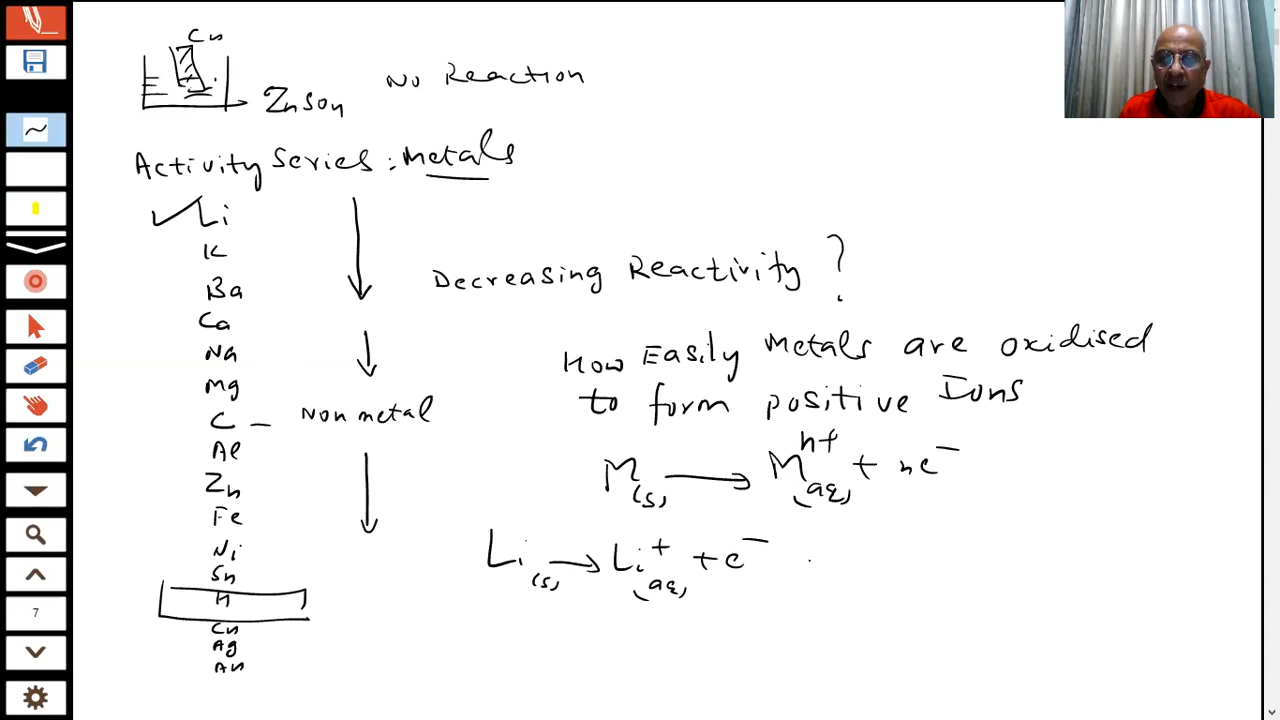 Cu
No Reaction
ZnSO4
Activity Series : Metals
Li
K
Ba
Ca
Na
Mg
C – Non metal
Al
Zn
Fe
Ni
Sn
H
Cu
Ag
Au
Decreasing Reactivity ?
How Easily Metals are oxidised
to form positive Ions
M(s) → Mn+(aq) + ne–
Li(s) → Li+(aq) + e–
7